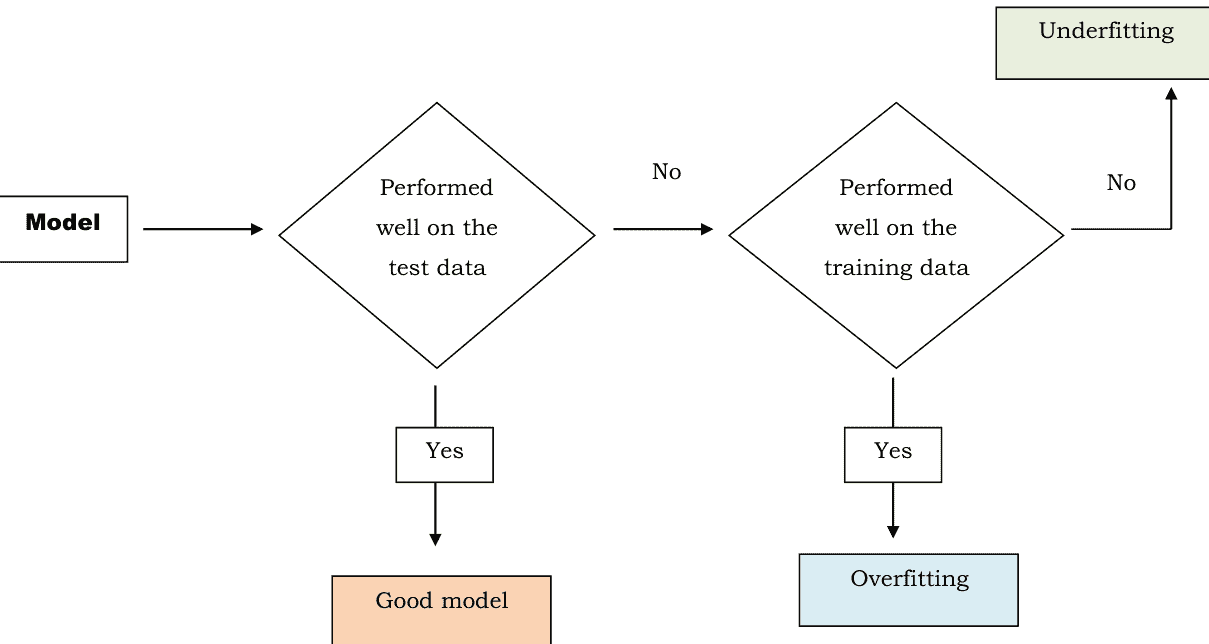 Underfitting
Model
Performed
well on the
test data
No
Performed
well on the
training data
No
Yes
Yes
Good model
Overfitting